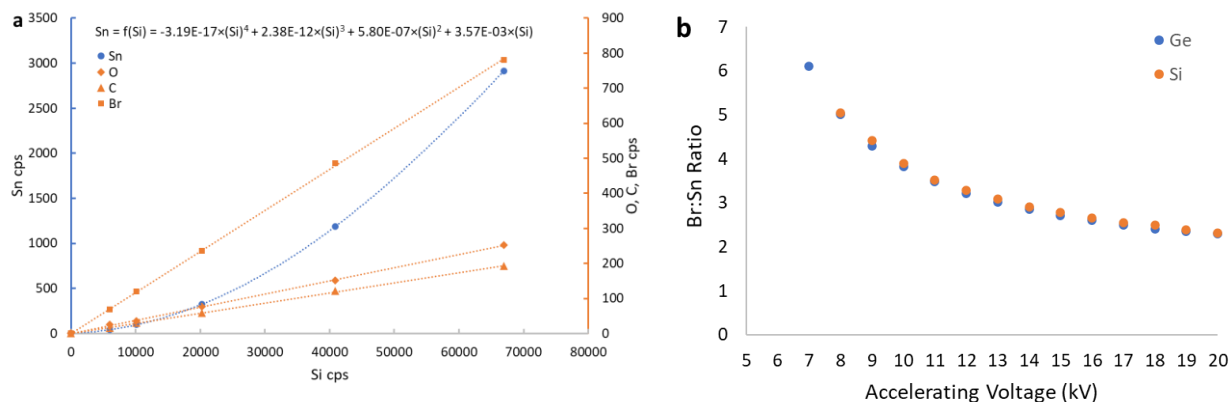 a
Sn = f(Si) = -3.19E-17×(Si)⁴ + 2.38E-12×(Si)³ + 5.80E-07×(Si)² + 3.57E-03×(Si)
Sn
O
C
Br
3500
3000
2500
2000
1500
1000
500
0
Sn cps
900
800
700
600
500
400
300
200
100
0
O, C, Br cps
0 10000 20000 30000 40000 50000 60000 70000 80000
Si cps
b
Ge
Si
7
6
5
4
3
2
1
0
Br:Sn Ratio
5 6 7 8 9 10 11 12 13 14 15 16 17 18 19 20
Accelerating Voltage (kV)